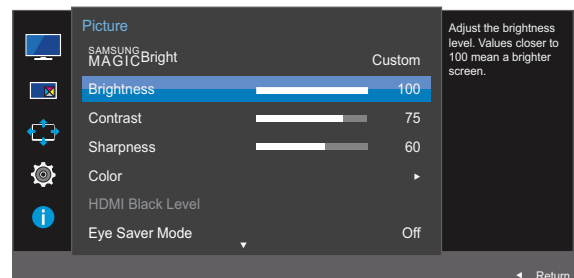 Picture
SAMSUNG
MAGICBright Custom
Brightness 100
Contrast 75
Sharpness 60
Color
HDMI Black Level
Eye Saver Mode Off
Adjust the brightness
level. Values closer to
100 mean a brighter
screen.
Return